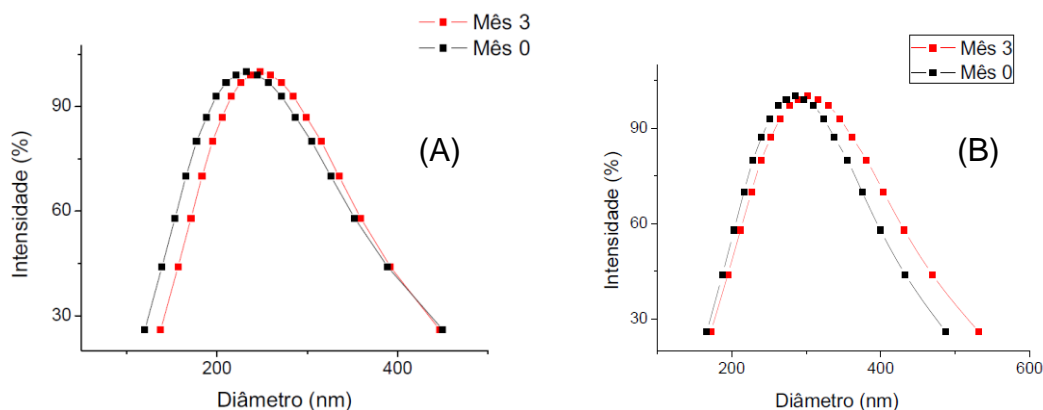 Mês 3
Mês 0
90
60
30
200
400
Intensidade (%)
Diâmetro (nm)
(A)
Mês 3
Mês 0
90
60
30
200
400
600
Intensidade (%)
Diâmetro (nm)
(B)